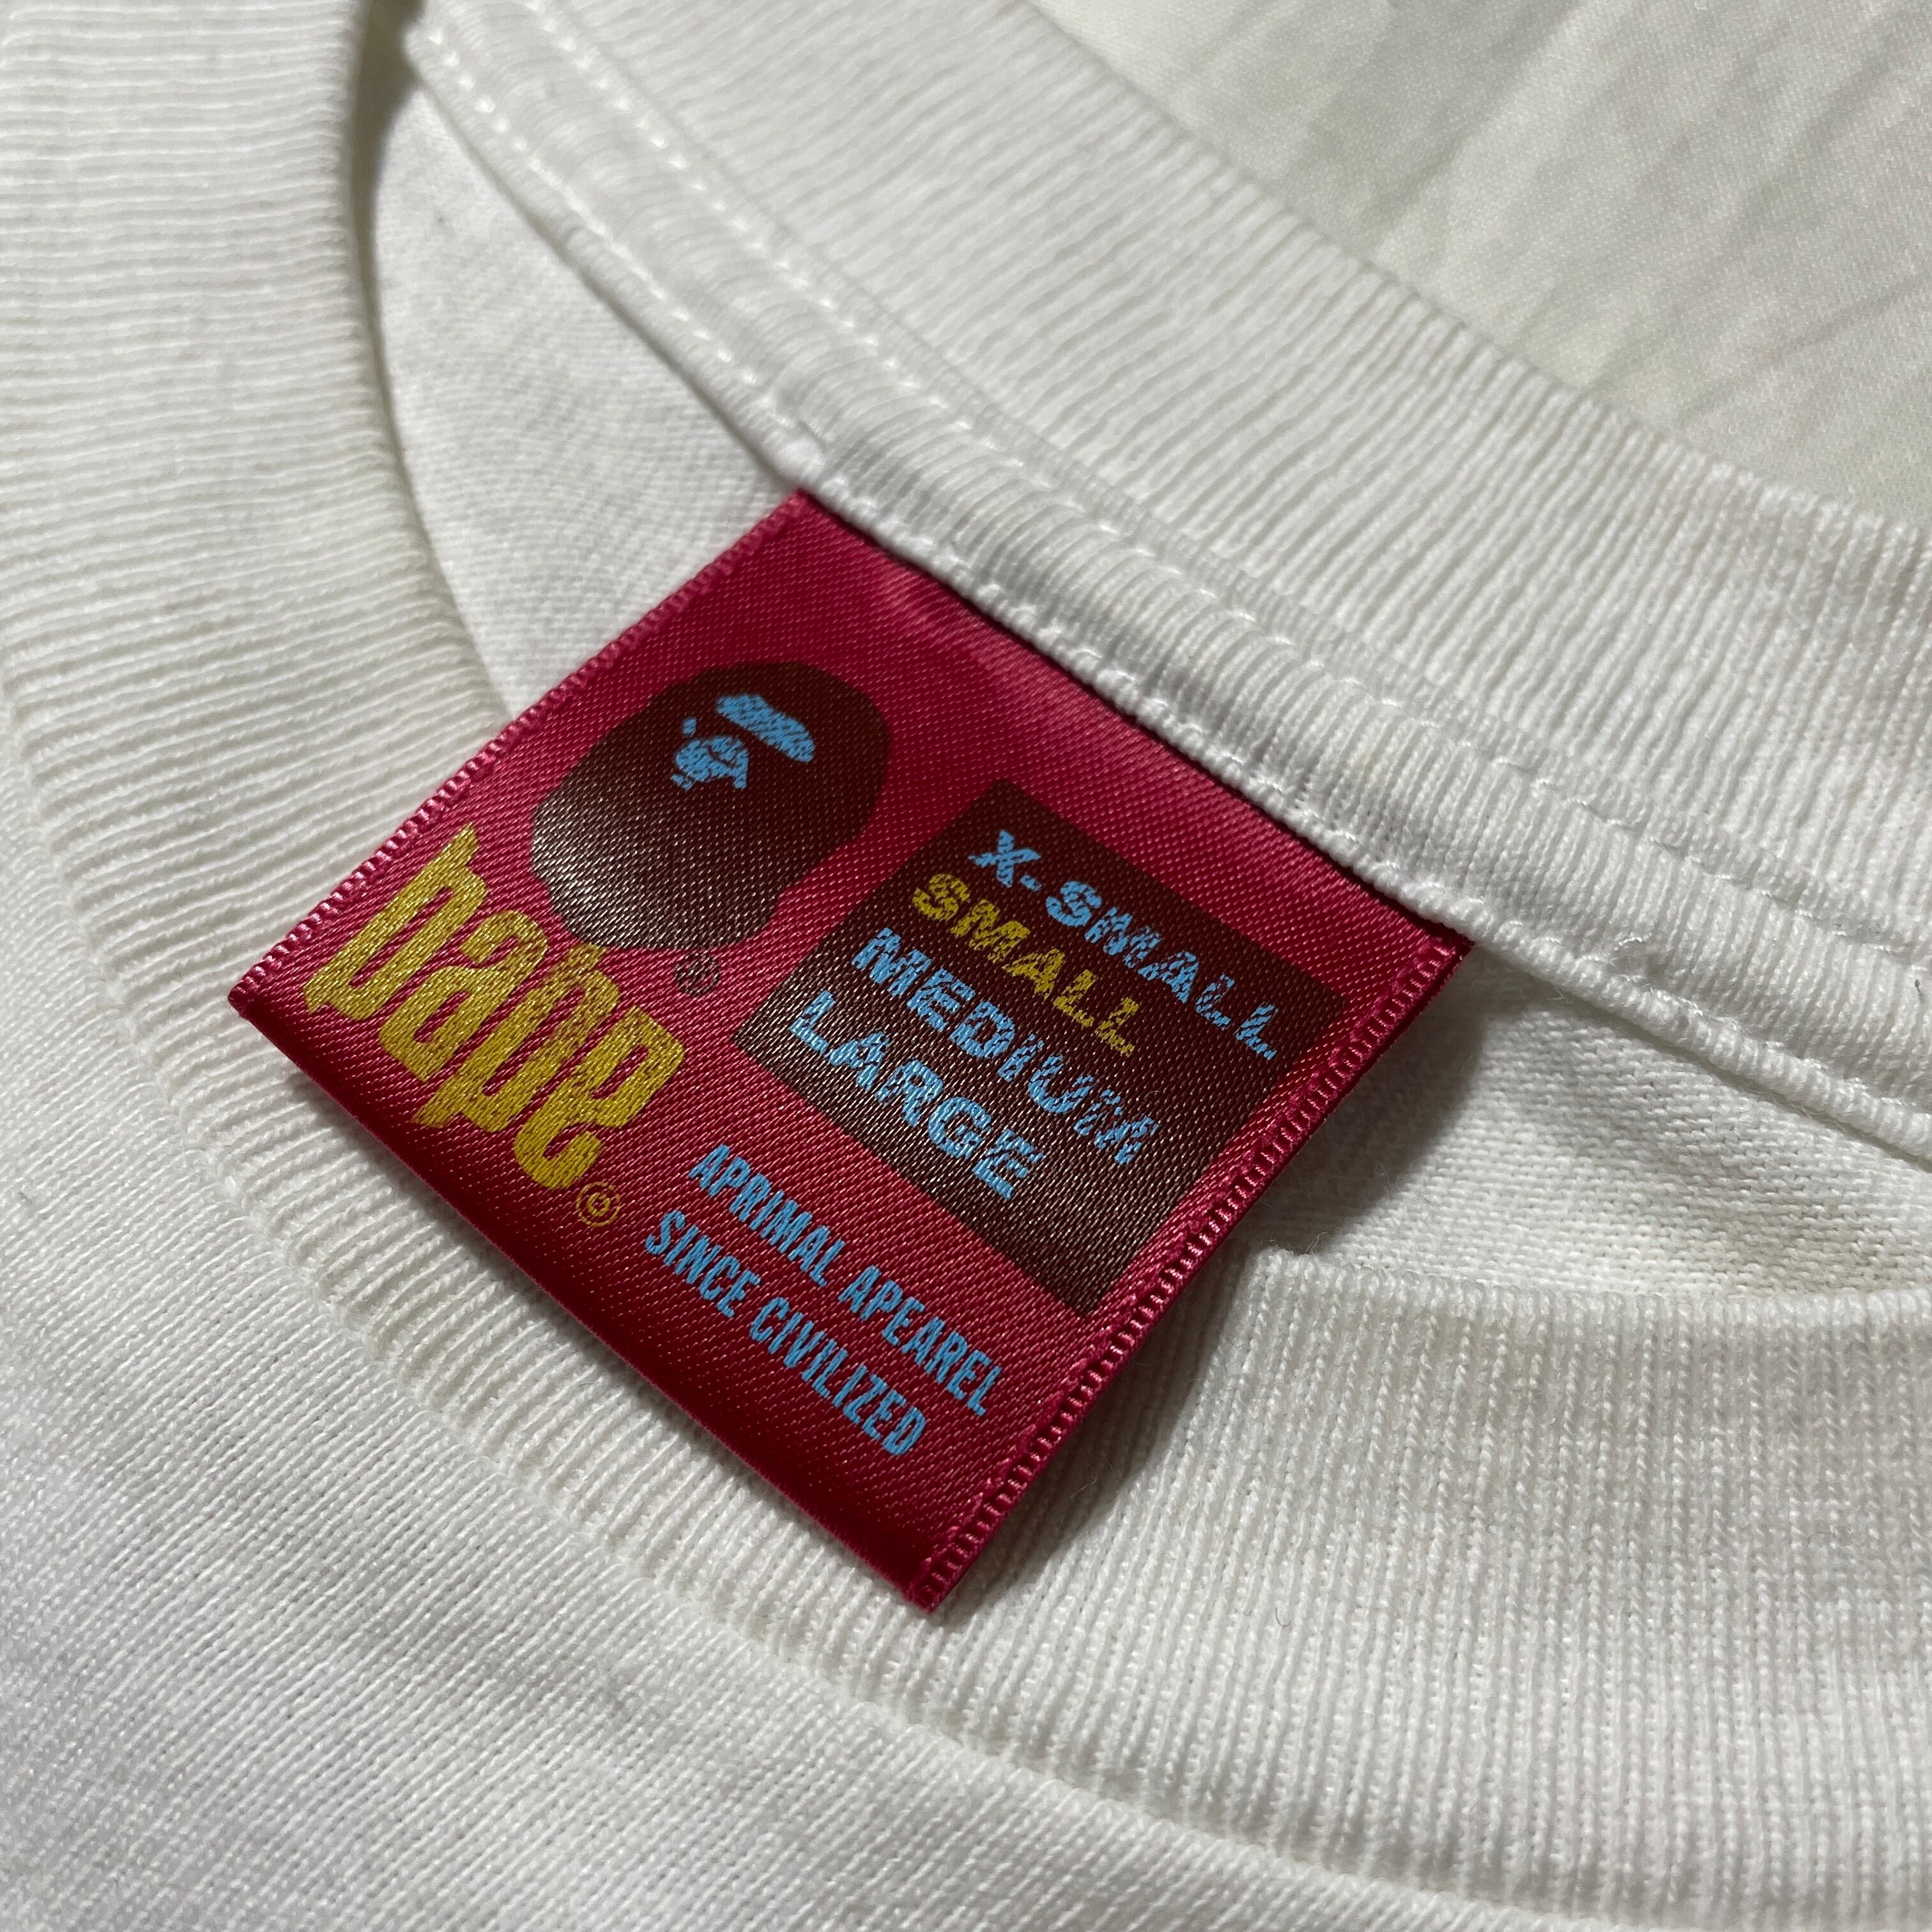 bape®
©
X-SMALL
SMALL
MEDIUM
LARGE
APRIMAL APEAREL
SINCE CIVILIZED